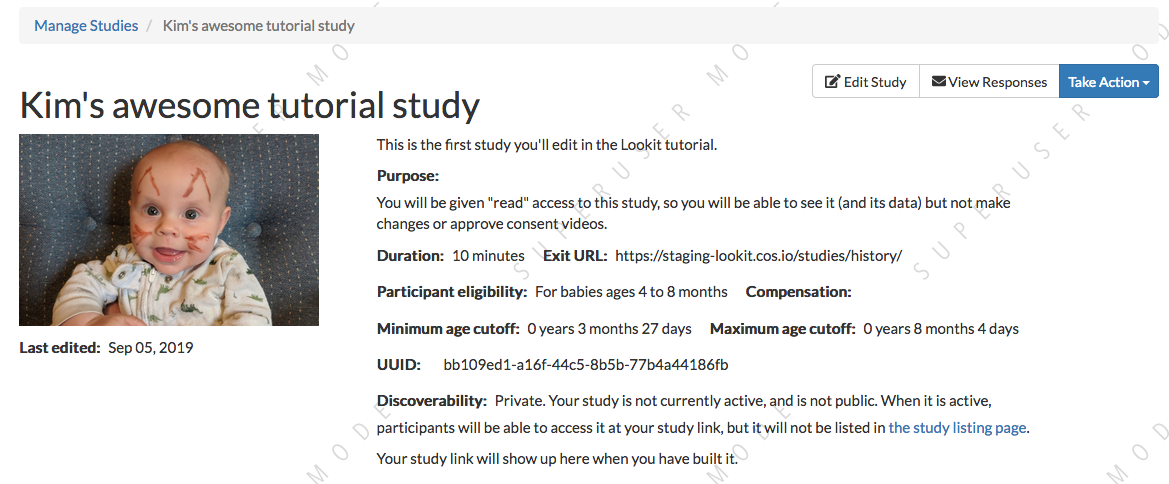 Manage Studies / Kim's awesome tutorial study
Edit Study View Responses Take Action
Kim's awesome tutorial study
This is the first study you'll edit in the Lookit tutorial.
Purpose:
You will be given "read" access to this study, so you will be able to see it (and its data) but not make
changes or approve consent videos.
Duration: 10 minutes Exit URL: https://staging-lookit.cos.io/studies/history/
Participant eligibility: For babies ages 4 to 8 months Compensation:
Minimum age cutoff: 0 years 3 months 27 days Maximum age cutoff: 0 years 8 months 4 days
Last edited: Sep 05, 2019
UUID: bb109ed1-a16f-44c5-8b5b-77b4a44186fb
Discoverability: Private. Your study is not currently active, and is not public. When it is active,
participants will be able to access it at your study link, but it will not be listed in the study listing page.
Your study link will show up here when you have built it.
SUPERUSER MODE
SUPERUSER MODE
MODE